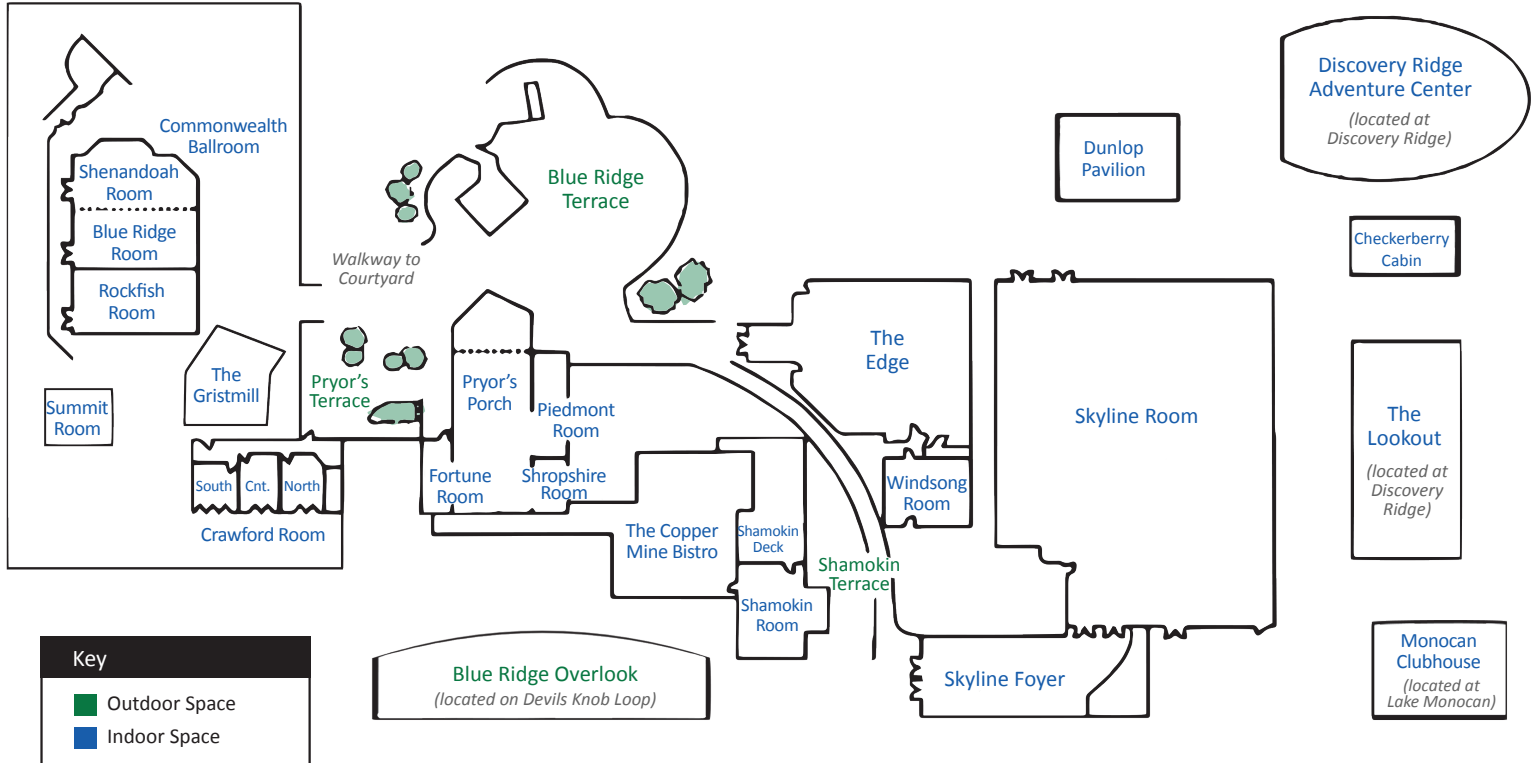 Commonwealth
Ballroom
Shenandoah
Room
Blue Ridge
Room
Rockfish
Room
Summit
Room
The
Gristmill
South
Cnt.
North
Crawford Room
Walkway to
Courtyard
Blue Ridge
Terrace
Pryor's
Terrace
Pryor's
Porch
Piedmont
Room
Fortune
Room
Shropshire
Room
The Copper
Mine Bistro
Shamokin
Deck
Shamokin
Room
Shamokin
Terrace
The
Edge
Windsong
Room
Skyline Room
Skyline Foyer
Dunlop
Pavilion
Discovery Ridge
Adventure Center
(located at
Discovery Ridge)
Checkerberry
Cabin
The
Lookout
(located at
Discovery
Ridge)
Monocan
Clubhouse
(located at
Lake Monocan)
Blue Ridge Overlook
(located on Devils Knob Loop)
Key
Outdoor Space
Indoor Space